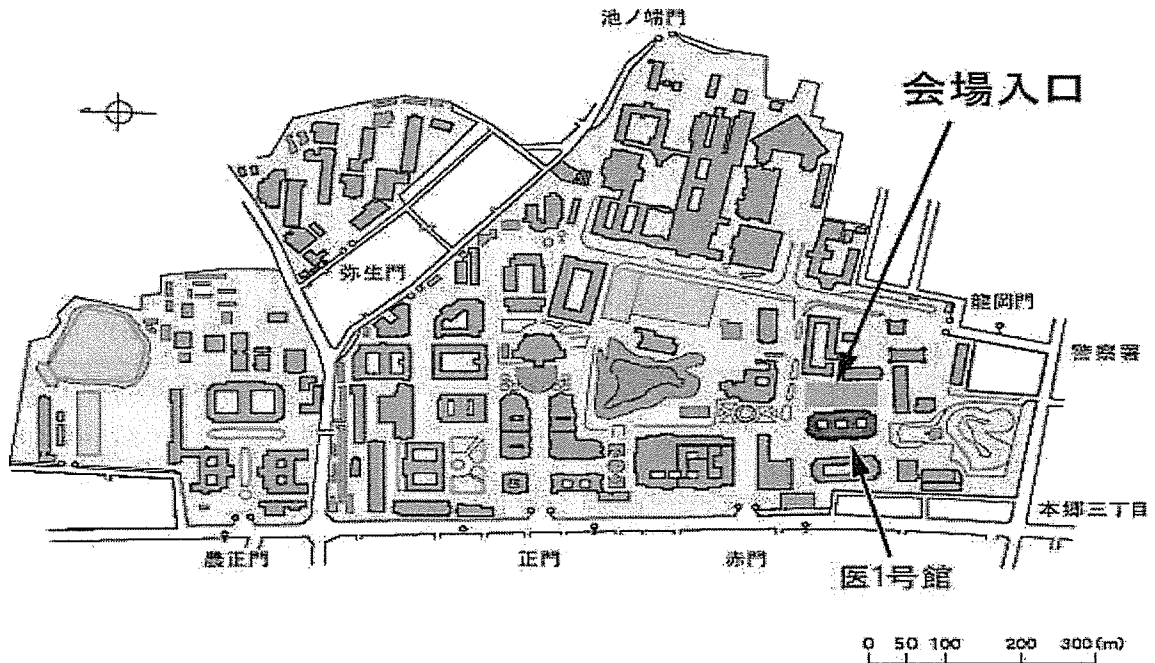 池ノ端門
会場入口
弥生門
龍岡門
警察署
本郷三丁目
農正門
正門
赤門
医1号館
0 50 100 200 300(m)